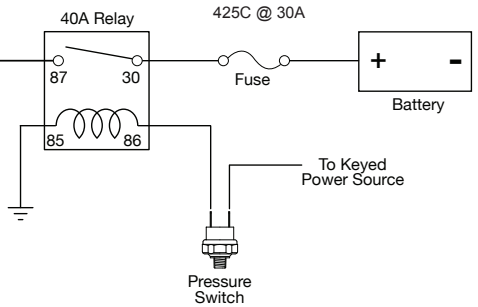 425C @ 30A
40A Relay
87 30
Fuse
+ -
Battery
85 86
To Keyed
Power Source
Pressure
Switch